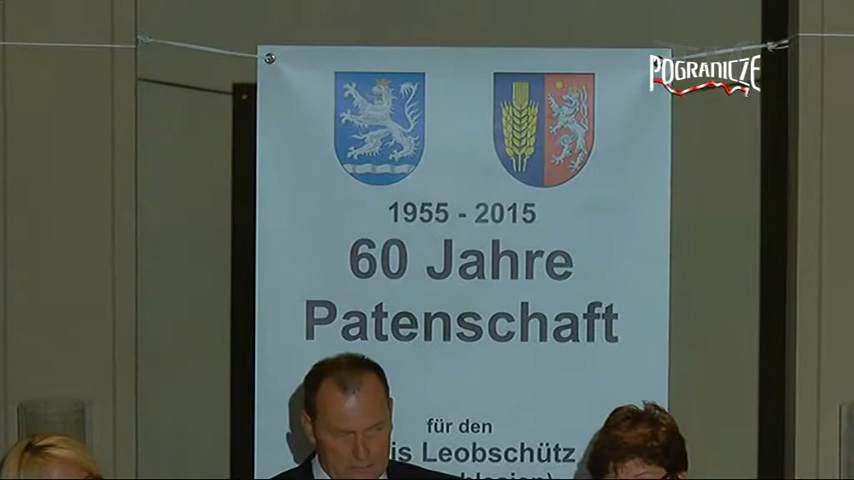 POGRANICZE
1955 - 2015
60 Jahre
Patenschaft
für den
Leobschütz